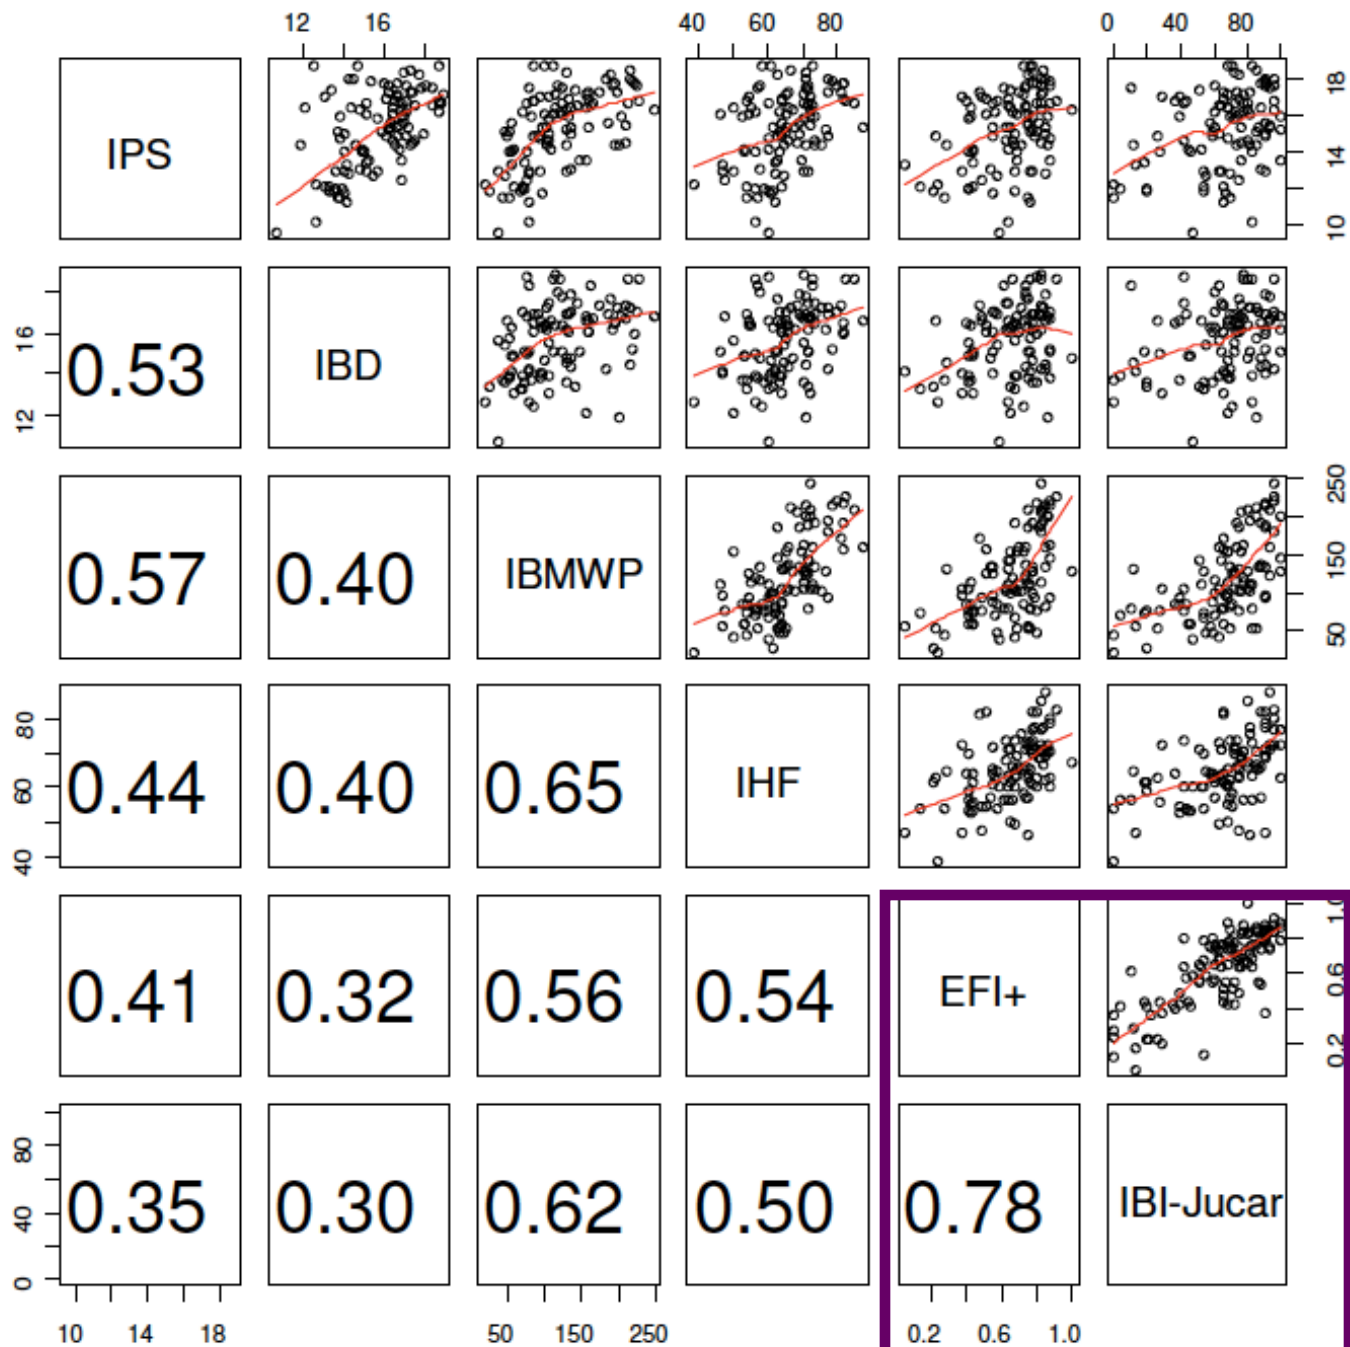 12 16 40 60 80 0 40 80
IPS 10 14 18
12 16 0.53 IBD
0.57 0.40 IBMWP 50 150 250
40 60 80 0.44 0.40 0.65 IHF
0.41 0.32 0.56 0.54 EFI+ 0.2 0.6 1.0
0 40 80 0.35 0.30 0.62 0.50 0.78 IBI-Jucar
10 14 18 50 150 250 0.2 0.6 1.0